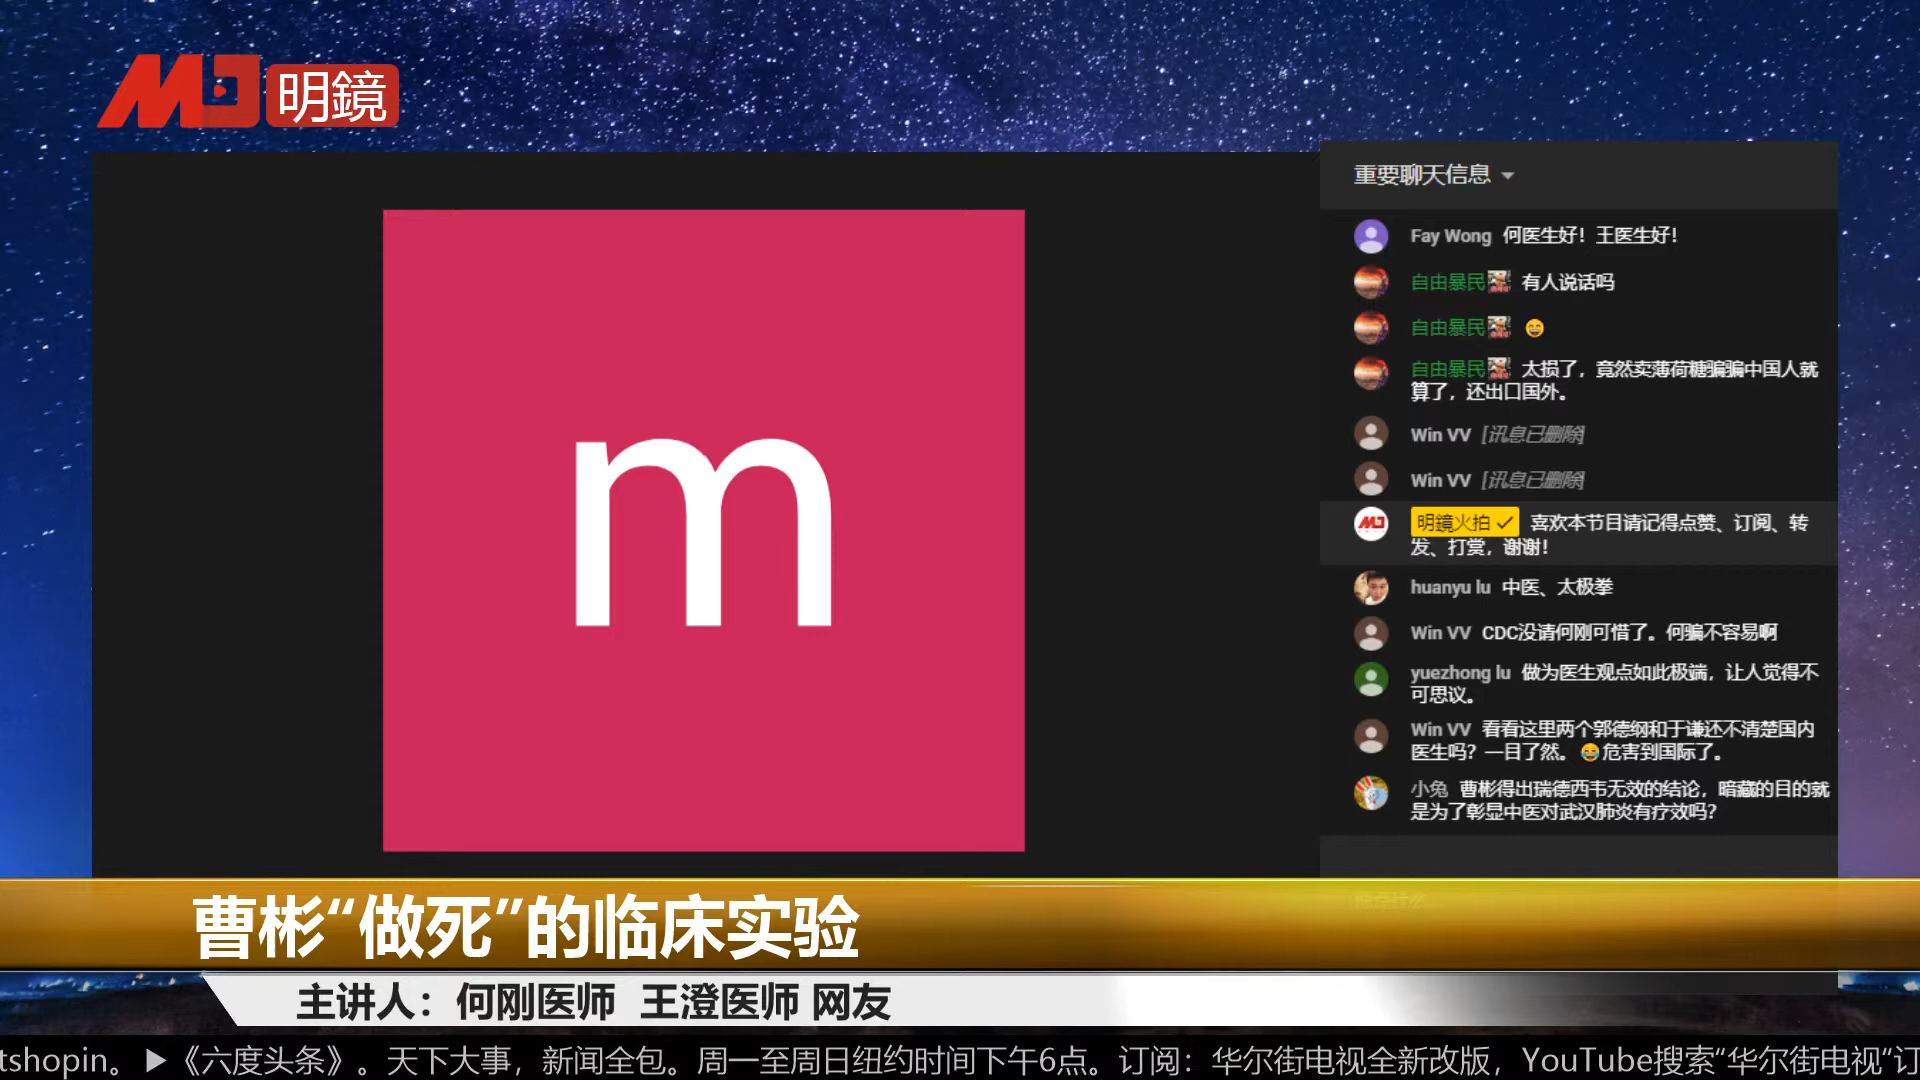 明鏡
m
重要聊天信息
Fay Wong 何医生好！王医生好！
自由暴民 有人说话吗
自由暴民 😄
自由暴民 太损了，竟然卖薄荷糖骗骗中国人就
算了，还出口国外。
Win VV [讯息已删除]
Win VV [讯息已删除]
明鏡火拍 ✓ 喜欢本节目请记得点赞、订阅、转
发、打赏，谢谢！
huanyu lu 中医、太极拳
Win VV CDC没请何刚可惜了。何骗不容易啊
yuezhong lu 做为医生观点如此极端，让人觉得不
可思议。
Win VV 看看这里两个郭德纲和于谦还不清楚国内
医生吗？一目了然。😂危害到国际了。
小兔 曹彬得出瑞德西韦无效的结论，暗藏的目的就
是为了彰显中医对武汉肺炎有疗效吗？
曹彬“做死”的临床实验
主讲人：何刚医师 王澄医师 网友
tshopin。▶《六度头条》。天下大事，新闻全包。周一至周日纽约时间下午6点。订阅：华尔街电视全新改版，YouTube搜索“华尔街电视”订